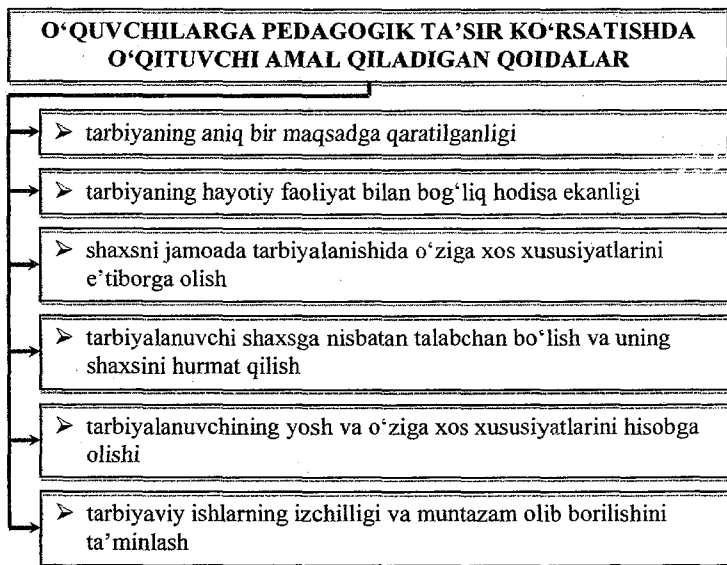 O‘QUVCHILARGA PEDAGOGIK TA’SIR KO‘RSATISHDA
O‘QITUVCHI AMAL QILADIGAN QOIDALAR
➢ tarbiyaning aniq bir maqsadga qaratilganligi
➢ tarbiyaning hayotiy faoliyat bilan bog‘liq hodisa ekanligi
➢ shaxsni jamoada tarbiyalanishida o‘ziga xos xususiyatlarini
e’tiborga olish
➢ tarbiyalanuvchi shaxsga nisbatan talabchan bo‘lish va uning
shaxsini hurmat qilish
➢ tarbiyalanuvchining yosh va o‘ziga xos xususiyatlarini hisobga
olishi
➢ tarbiyaviy ishlarning izchilligi va muntazam olib borilishini
ta’minlash